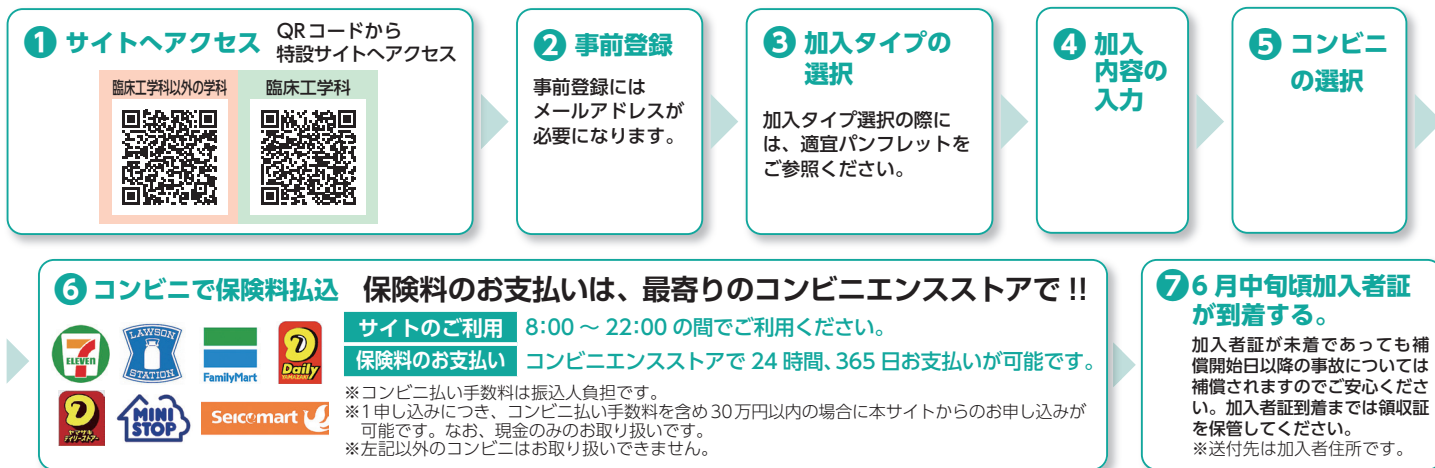 ❶ サイトへアクセス
QRコードから
特設サイトへアクセス
臨床工学科以外の学科
臨床工学科
❷ 事前登録
事前登録には
メールアドレスが
必要になります。
❸ 加入タイプの
選択
加入タイプ選択の際に
は、適宜パンフレットを
ご参照ください。
❹ 加入
内容の
入力
❺ コンビニ
の選択
❻ コンビニで保険料払込 保険料のお支払いは、最寄りのコンビニエンスストアで!!
7 ELEVEn
LAWSON
STATION
FamilyMart
D
Daily
YAMAZAKI
D
ヤマザキ
デイリーストアー
MINI
STOP
Seicomart
サイトのご利用 8:00 ～ 22:00 の間でご利用ください。
保険料のお支払い コンビニエンスストアで 24 時間、365 日お支払いが可能です。
※コンビニ払い手数料は振込人負担です。
※1申し込みにつき、コンビニ払い手数料を含め30万円以内の場合に本サイトからのお申し込みが
可能です。なお、現金のみのお取り扱いです。
※左記以外のコンビニはお取り扱いできません。
❼ 6 月中旬頃加入者証
が到着する。
加入者証が未着であっても補
償開始日以降の事故については
補償されますのでご安心くださ
い。加入者証到着までは領収証
を保管してください。
※送付先は加入者住所です。